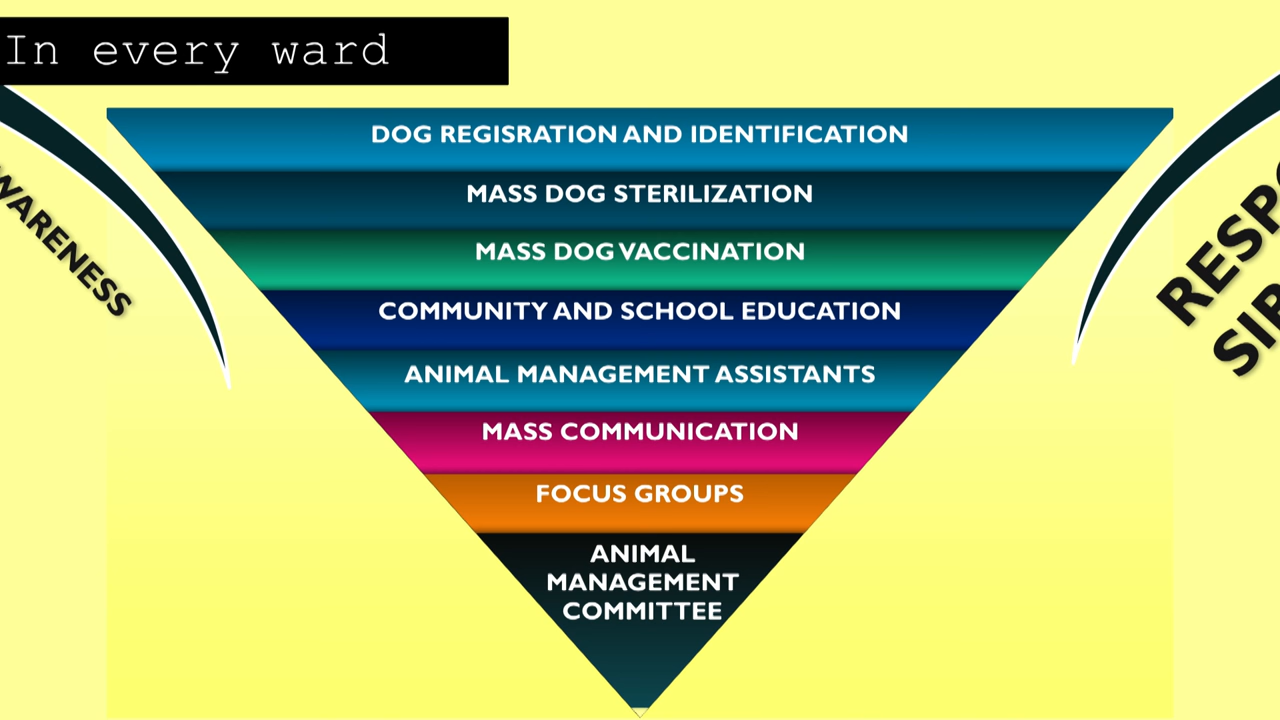 In every ward
DOG REGISRATION AND IDENTIFICATION
MASS DOG STERILIZATION
MASS DOG VACCINATION
COMMUNITY AND SCHOOL EDUCATION
ANIMAL MANAGEMENT ASSISTANTS
MASS COMMUNICATION
FOCUS GROUPS
ANIMAL
MANAGEMENT
COMMITTEE